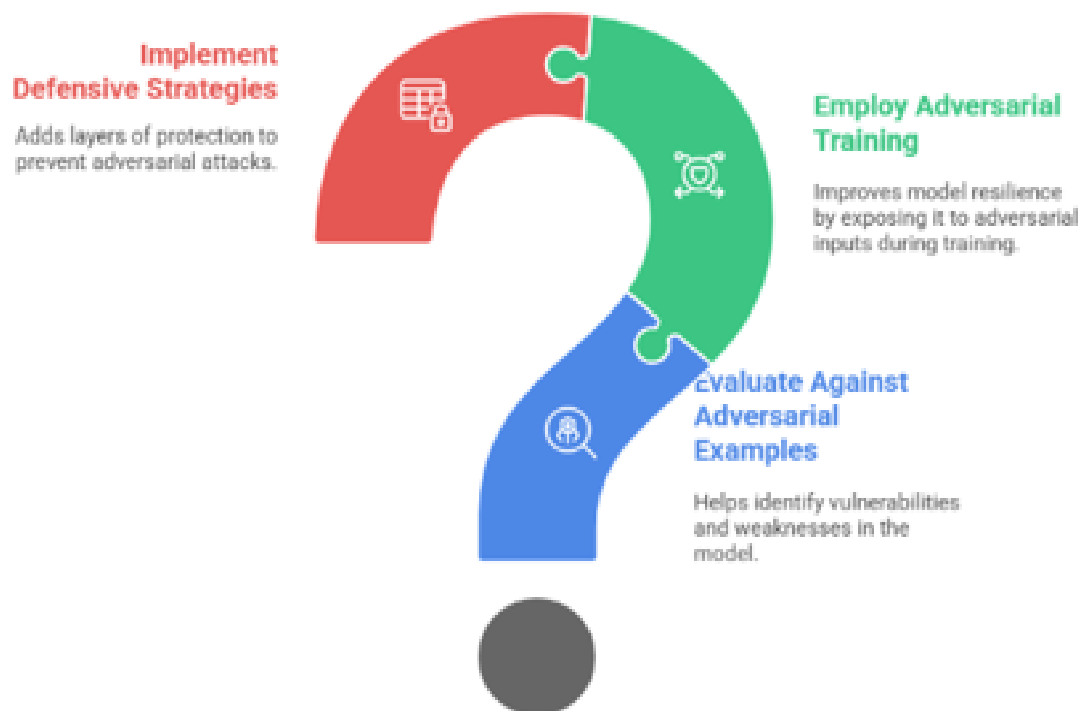 Implement
Defensive Strategies
Adds layers of protection to
prevent adversarial attacks.
Employ Adversarial
Training
Improves model resilience
by exposing it to adversarial
inputs during training.
Evaluate Against
Adversarial
Examples
Helps identify vulnerabilities
and weaknesses in the
model.